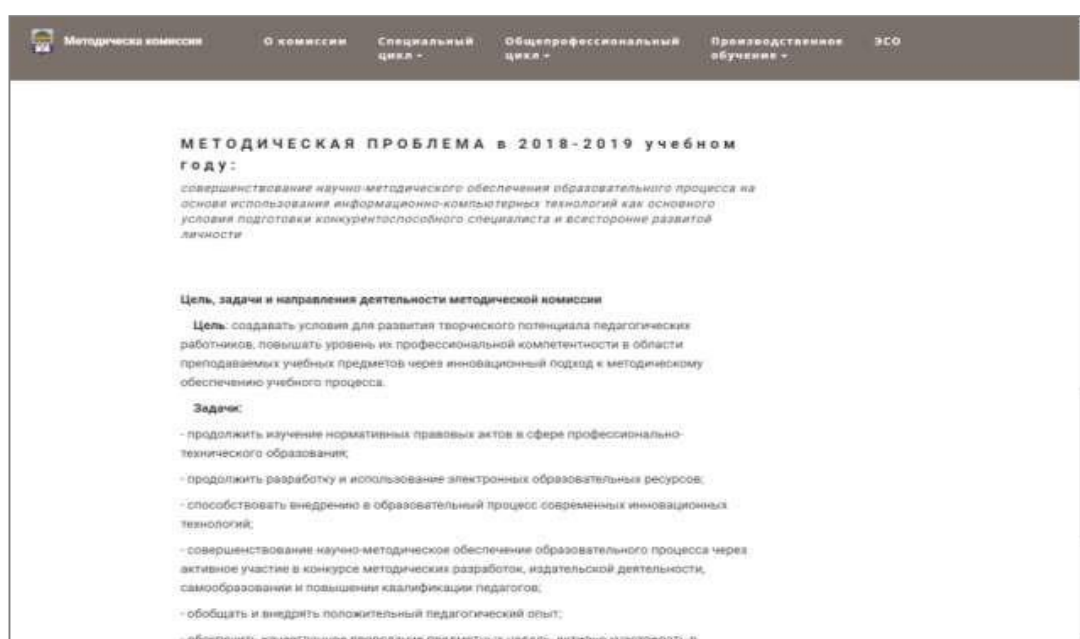 Методическа комиссия
О комиссии
Специальный
цикл
Общепрофессиональный
цикл
Производственное
обучение
ЭСО
МЕТОДИЧЕСКАЯ ПРОБЛЕМА в 2018-2019 учебном
году:
совершенствование научно-методического обеспечения образовательного процесса на
основе использования информационно-компьютерных технологий как основного
условия подготовки конкурентоспособного специалиста и всесторонне развитой
личности
Цель, задачи и направления деятельности методической комиссии
Цель: создавать условия для развития творческого потенциала педагогических
работников, повышать уровень их профессиональной компетентности в области
преподаваемых учебных предметов через инновационный подход к методическому
обеспечению учебного процесса.
Задачи:
- продолжить изучение нормативных правовых актов в сфере профессионально-
технического образования;
- продолжить разработку и использование электронных образовательных ресурсов;
- способствовать внедрению в образовательный процесс современных инновационных
технологий;
- совершенствование научно-методическое обеспечение образовательного процесса через
активное участие в конкурсе методических разработок, издательской деятельности,
самообразовании и повышении квалификации педагогов;
- обобщать и внедрять положительный педагогический опыт;